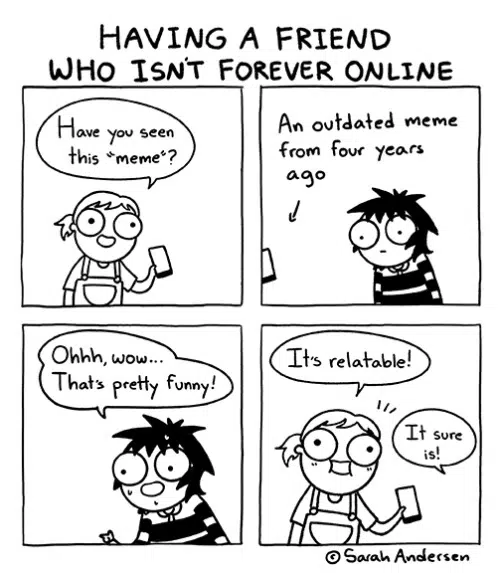 HAVING A FRIEND
WHO ISN'T FOREVER ONLINE
Have you seen
this "meme"?
An outdated meme
from four years
ago
Ohhh, wow...
That's pretty funny!
It's relatable!
It sure
is!
© Sarah Andersen